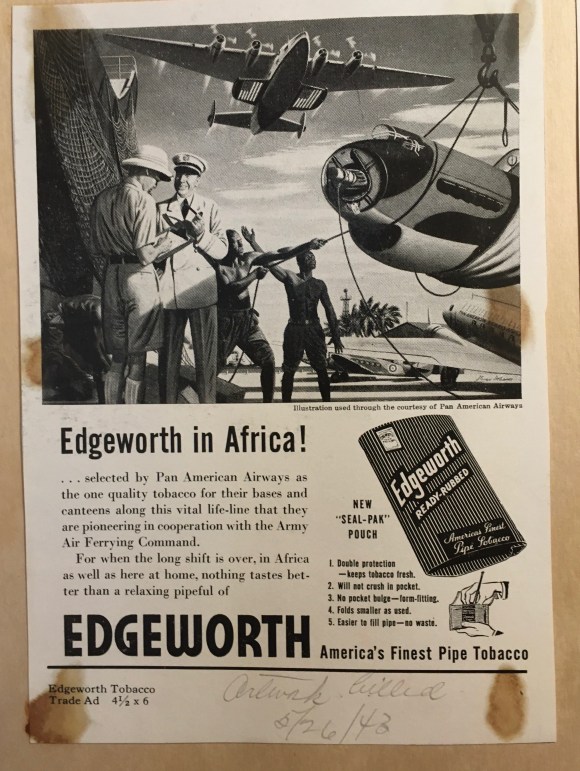 Illustration used through the courtesy of Pan American Airways
Edgeworth in Africa!
. . . selected by Pan American Airways as
the one quality tobacco for their bases and
canteens along this vital life-line that they
are pioneering in cooperation with the Army
Air Ferrying Command.
For when the long shift is over, in Africa
as well as here at home, nothing tastes bet-
ter than a relaxing pipeful of
NEW
"SEAL-PAK"
POUCH
Edgeworth
READY-RUBBED
America's Finest
Pipe Tobacco
1. Double protection
—keeps tobacco fresh.
2. Will not crush in pocket.
3. No pocket bulge—form-fitting.
4. Folds smaller as used.
5. Easier to fill pipe—no waste.
EDGEWORTH America's Finest Pipe Tobacco
Edgeworth Tobacco
Trade Ad 4½ x 6
Artwork billed
5/26/43